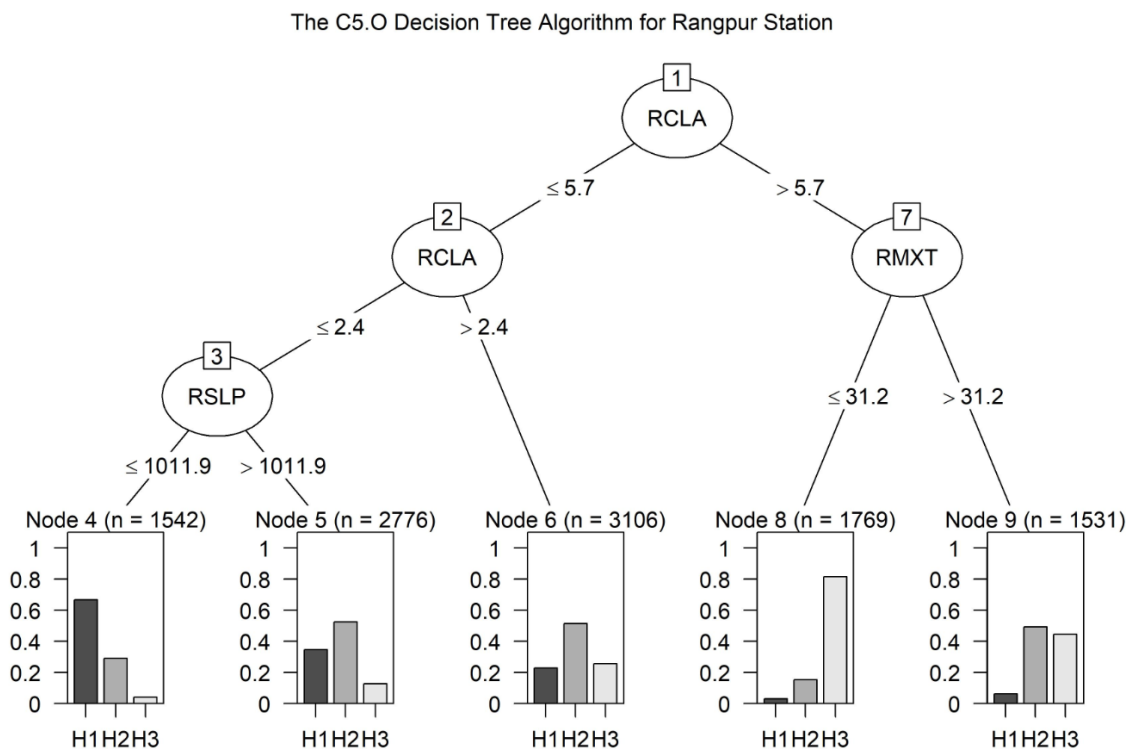 The C5.O Decision Tree Algorithm for Rangpur Station
1
RCLA
≤ 5.7
> 5.7
2
RCLA
7
RMXT
≤ 2.4
> 2.4
3
RSLP
≤ 31.2
> 31.2
≤ 1011.9
> 1011.9
Node 4 (n = 1542)
1
0.8
0.6
0.4
0.2
0
H1H2H3
Node 5 (n = 2776)
1
0.8
0.6
0.4
0.2
0
H1H2H3
Node 6 (n = 3106)
1
0.8
0.6
0.4
0.2
0
H1H2H3
Node 8 (n = 1769)
1
0.8
0.6
0.4
0.2
0
H1H2H3
Node 9 (n = 1531)
1
0.8
0.6
0.4
0.2
0
H1H2H3